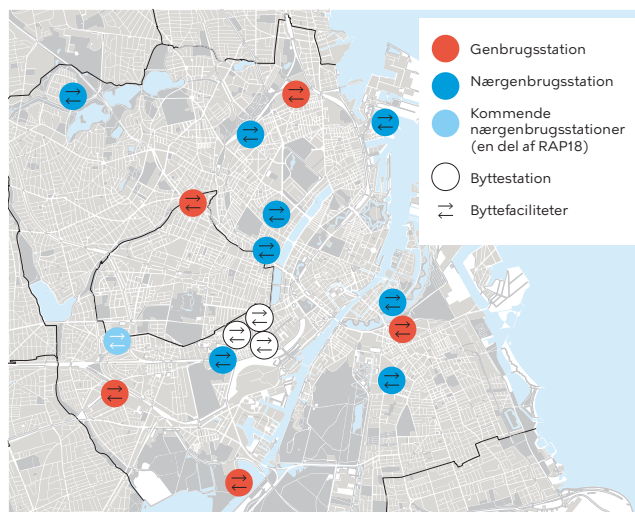 Genbrugsstation
Nærgenbrugsstation
Kommende
nærgenbrugsstationer
(en del af RAP18)
Byttestation
Byttefaciliteter